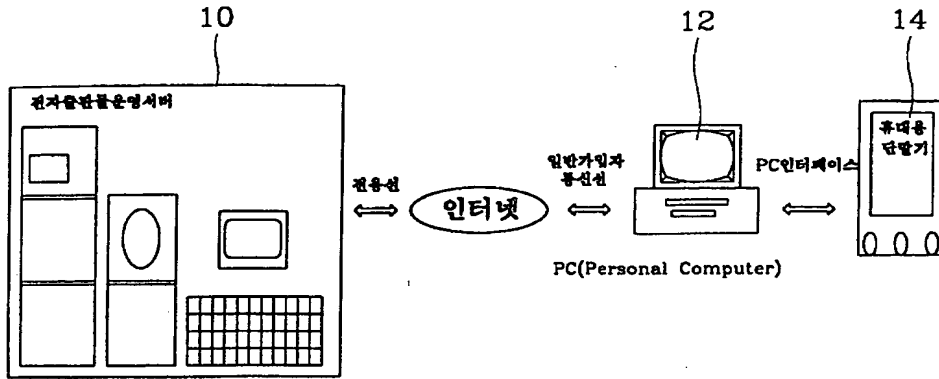 10
12
14
전자출판물운영서버
전용선
인터넷
일반가입자
통신선
PC(Personal Computer)
PC인터페이스
휴대용
단말기